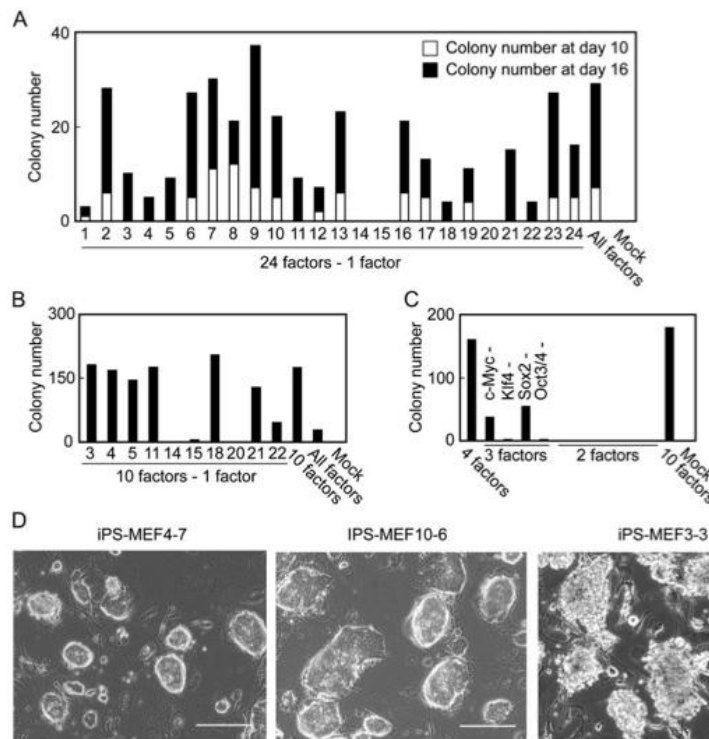 A
40
20
0
Colony number
Colony number at day 10
Colony number at day 16
1 2 3 4 5 6 7 8 9 10 11 12 13 14 15 16 17 18 19 20 21 22 23 24 All factors Mock
24 factors - 1 factor
B
300
150
0
Colony number
3 4 5 11 14 15 18 20 21 22 10 factors All factors Mock
10 factors - 1 factor
C
200
100
0
Colony number
c-Myc -
Klf4 -
Sox2 -
Oct3/4 -
4 factors 3 factors 2 factors 10 factors Mock
D
iPS-MEF4-7 IPS-MEF10-6 iPS-MEF3-3